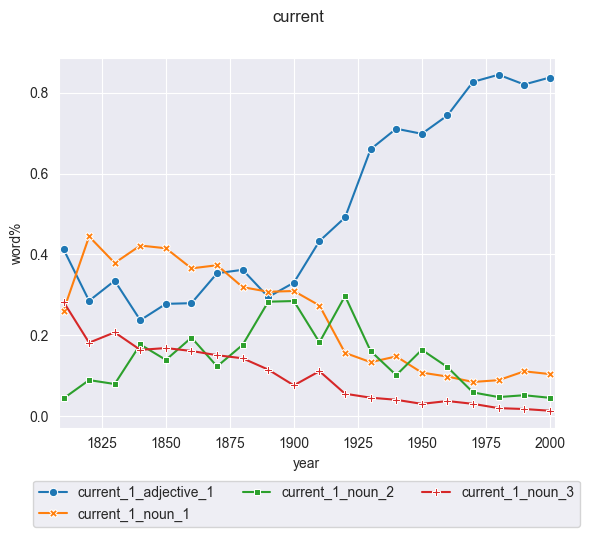 current
0.8
0.6
0.4
0.2
0.0
word%
1825 1850 1875 1900 1925 1950 1975 2000
year
current_1_adjective_1 current_1_noun_2 current_1_noun_3
current_1_noun_1